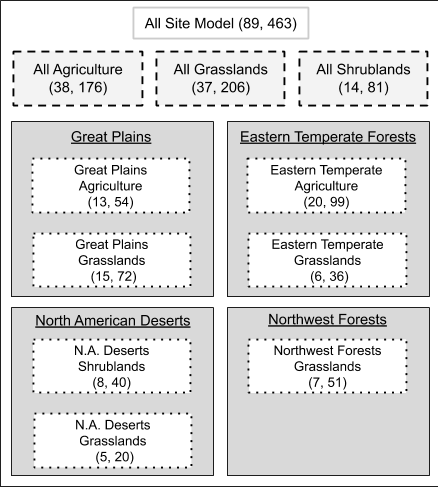 All Site Model (89, 463)
All Agriculture
(38, 176)
All Grasslands
(37, 206)
All Shrublands
(14, 81)
Great Plains
Great Plains
Agriculture
(13, 54)
Great Plains
Grasslands
(15, 72)
Eastern Temperate Forests
Eastern Temperate
Agriculture
(20, 99)
Eastern Temperate
Grasslands
(6, 36)
North American Deserts
N.A. Deserts
Shrublands
(8, 40)
N.A. Deserts
Grasslands
(5, 20)
Northwest Forests
Northwest Forests
Grasslands
(7, 51)